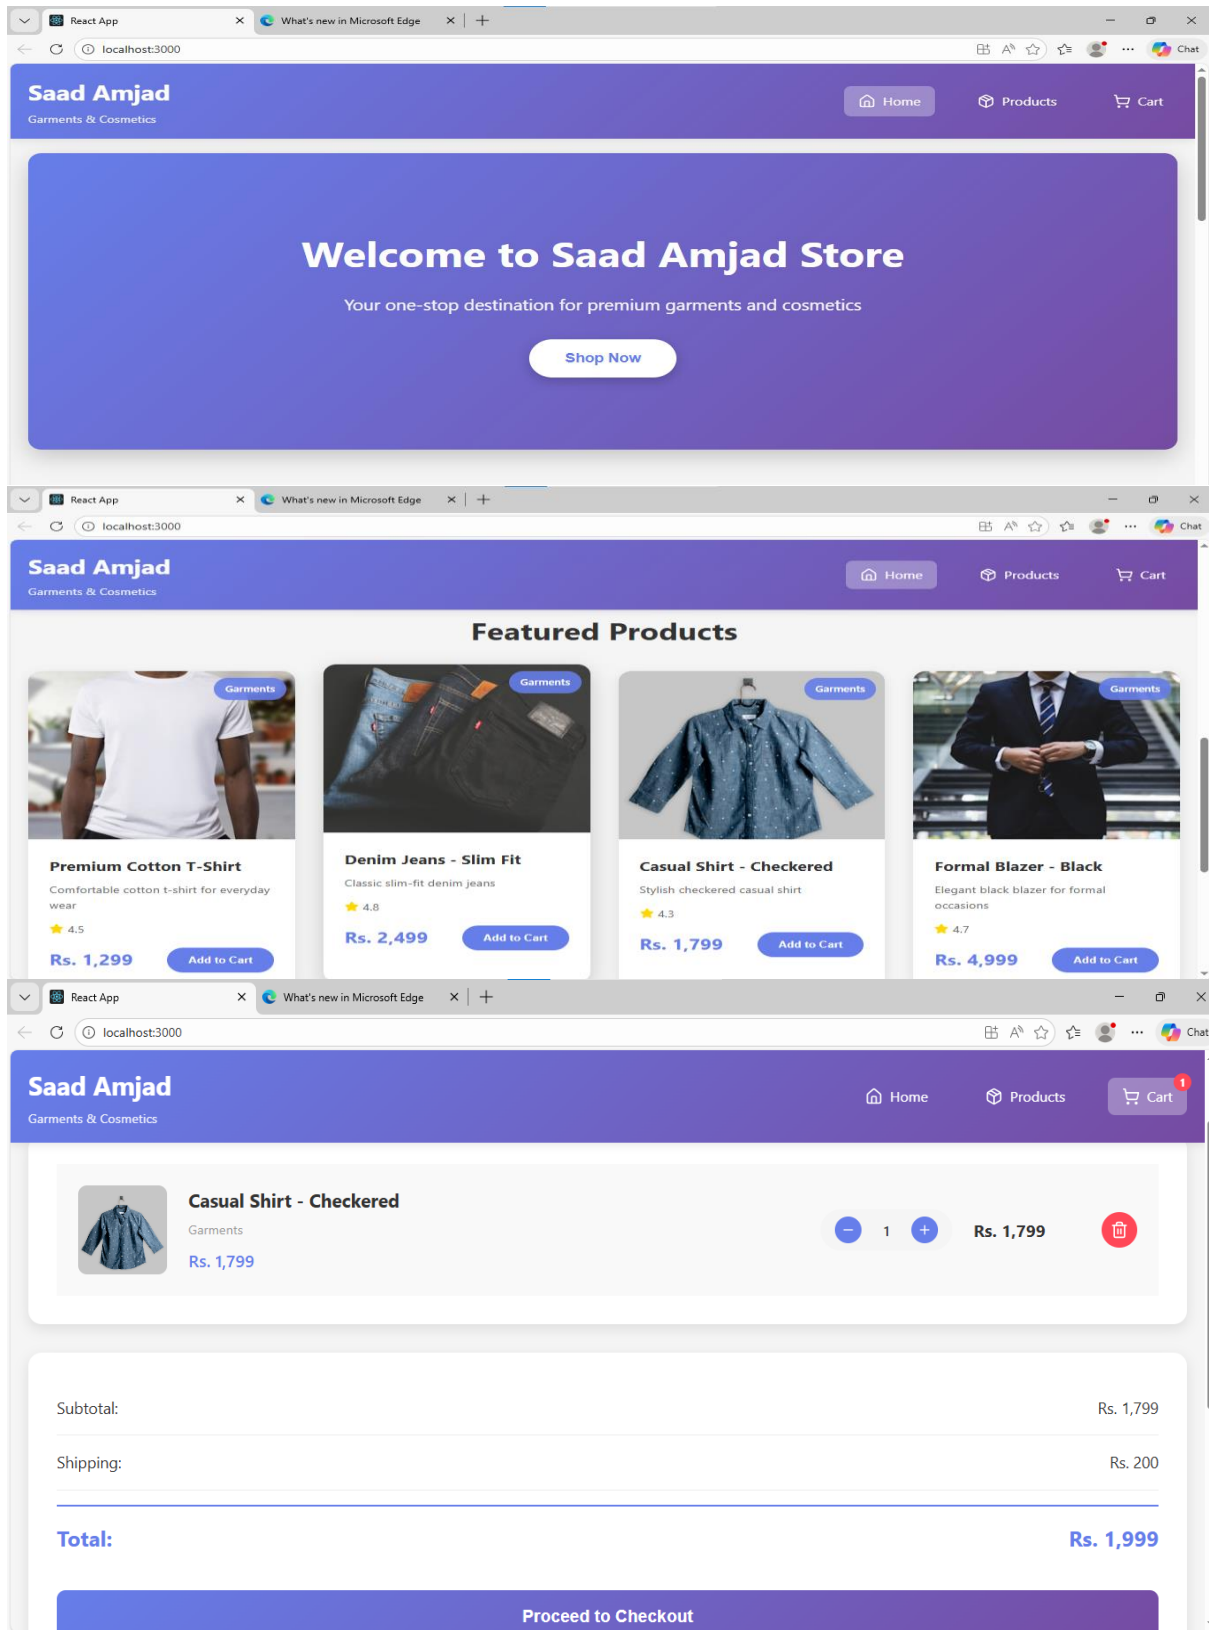 React App
What's new in Microsoft Edge
localhost:3000
Chat
Saad Amjad
Garments & Cosmetics
Home
Products
Cart
Welcome to Saad Amjad Store
Your one-stop destination for premium garments and cosmetics
Shop Now
React App
What's new in Microsoft Edge
localhost:3000
Chat
Saad Amjad
Garments & Cosmetics
Home
Products
Cart
Featured Products
Garments
Premium Cotton T-Shirt
Comfortable cotton t-shirt for everyday
wear
4.5
Rs. 1,299
Add to Cart
Garments
Denim Jeans - Slim Fit
Classic slim-fit denim jeans
4.8
Rs. 2,499
Add to Cart
Garments
Casual Shirt - Checkered
Stylish checkered casual shirt
4.3
Rs. 1,799
Add to Cart
Garments
Formal Blazer - Black
Elegant black blazer for formal
occasions
4.7
Rs. 4,999
Add to Cart
React App
What's new in Microsoft Edge
localhost:3000
Chat
Saad Amjad
Garments & Cosmetics
Home
Products
Cart
1
Casual Shirt - Checkered
Garments
Rs. 1,799
1
Rs. 1,799
Subtotal:
Rs. 1,799
Shipping:
Rs. 200
Total:
Rs. 1,999
Proceed to Checkout